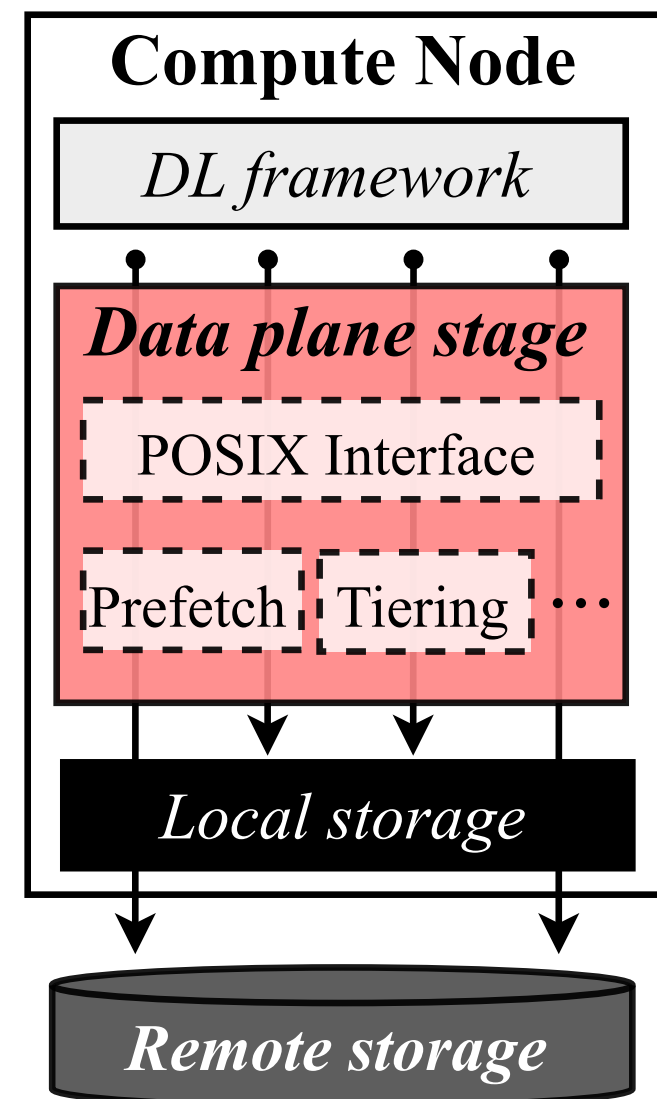 Compute Node
DL framework
Data plane stage
POSIX Interface
Prefetch Tiering ...
Local storage
Remote storage